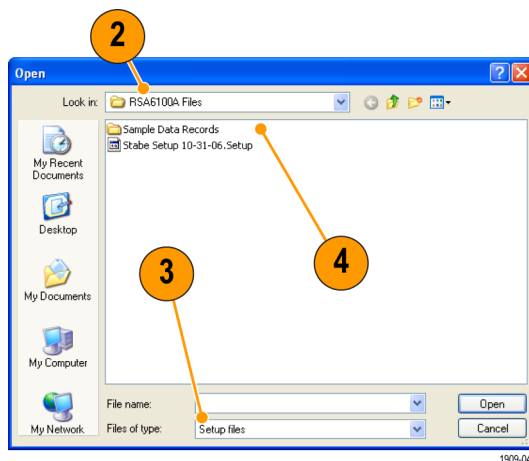 2
Open
Look in: RSA6100A Files
Sample Data Records
Stabe Setup 10-31-06.Setup
My Recent
Documents
Desktop
My Documents
My Computer
My Network
3
4
File name:
Open
Files of type: Setup files
Cancel